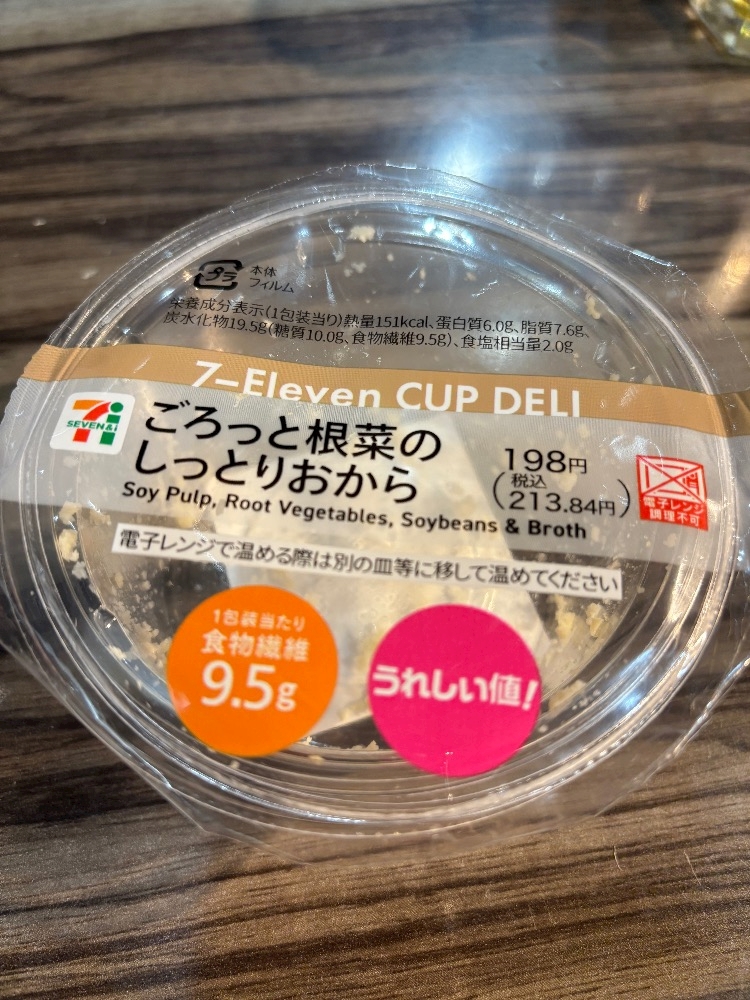 プラ
本体
フィルム
栄養成分表示(1包装当り)熱量151kcal、蛋白質6.0g、脂質7.6g、
炭水化物19.5g(糖質10.0g、食物繊維9.5g)、食塩相当量2.0g
7-Eleven CUP DELI
SEVEN&i
ごろっと根菜の
しっとりおから
198円
(税込
213.84円)
Soy Pulp, Root Vegetables, Soybeans & Broth
電子レンジ
調理不可
電子レンジで温める際は別の皿等に移して温めてください
1包装当たり
食物繊維
9.5g
うれしい値!